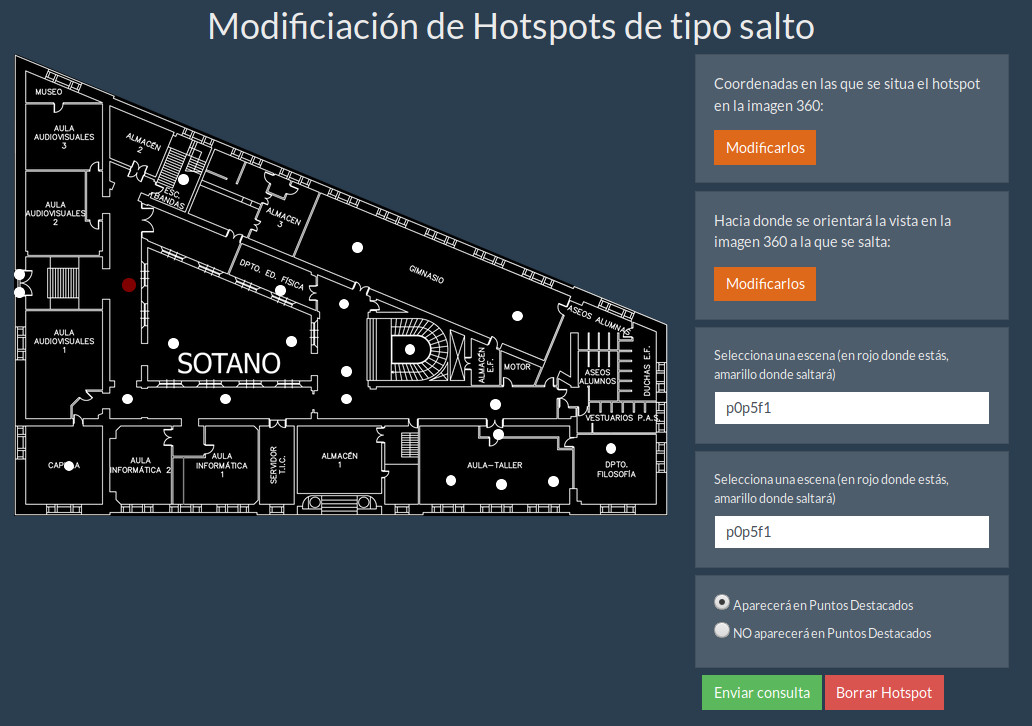 Modificiación de Hotspots de tipo salto
MUSEO
AULA
AUDIOVISUALES
3
ALMACÉN
2
AULA
AUDIOVISUALES
2
ESC.
BANDAS
ALMACEN
3
DPTO. ED. FÍSICA
GIMNASIO
AULA
AUDIOVISUALES
1
SOTANO
ALMACÉN
E.F.
MOTOR
ASEOS ALUMNAS
ASEOS
ALUMNOS
DUCHAS E.F.
VESTUARIOS P.A.S.
AULA
INFORMÁTICA 2
AULA
INFORMÁTICA
1
SERVIDOR
T.I.C.
ALMACÉN
1
AULA-TALLER
DPTO.
FILOSOFÍA
Coordenadas en las que se situa el hotspot
en la imagen 360:
Modificarlos
Hacia donde se orientará la vista en la
imagen 360 a la que se salta:
Modificarlos
Selecciona una escena (en rojo donde estás,
amarillo donde saltará)
p0p5f1
Selecciona una escena (en rojo donde estás,
amarillo donde saltará)
p0p5f1
Aparecerá en Puntos Destacados
NO aparecerá en Puntos Destacados
Enviar consulta
Borrar Hotspot